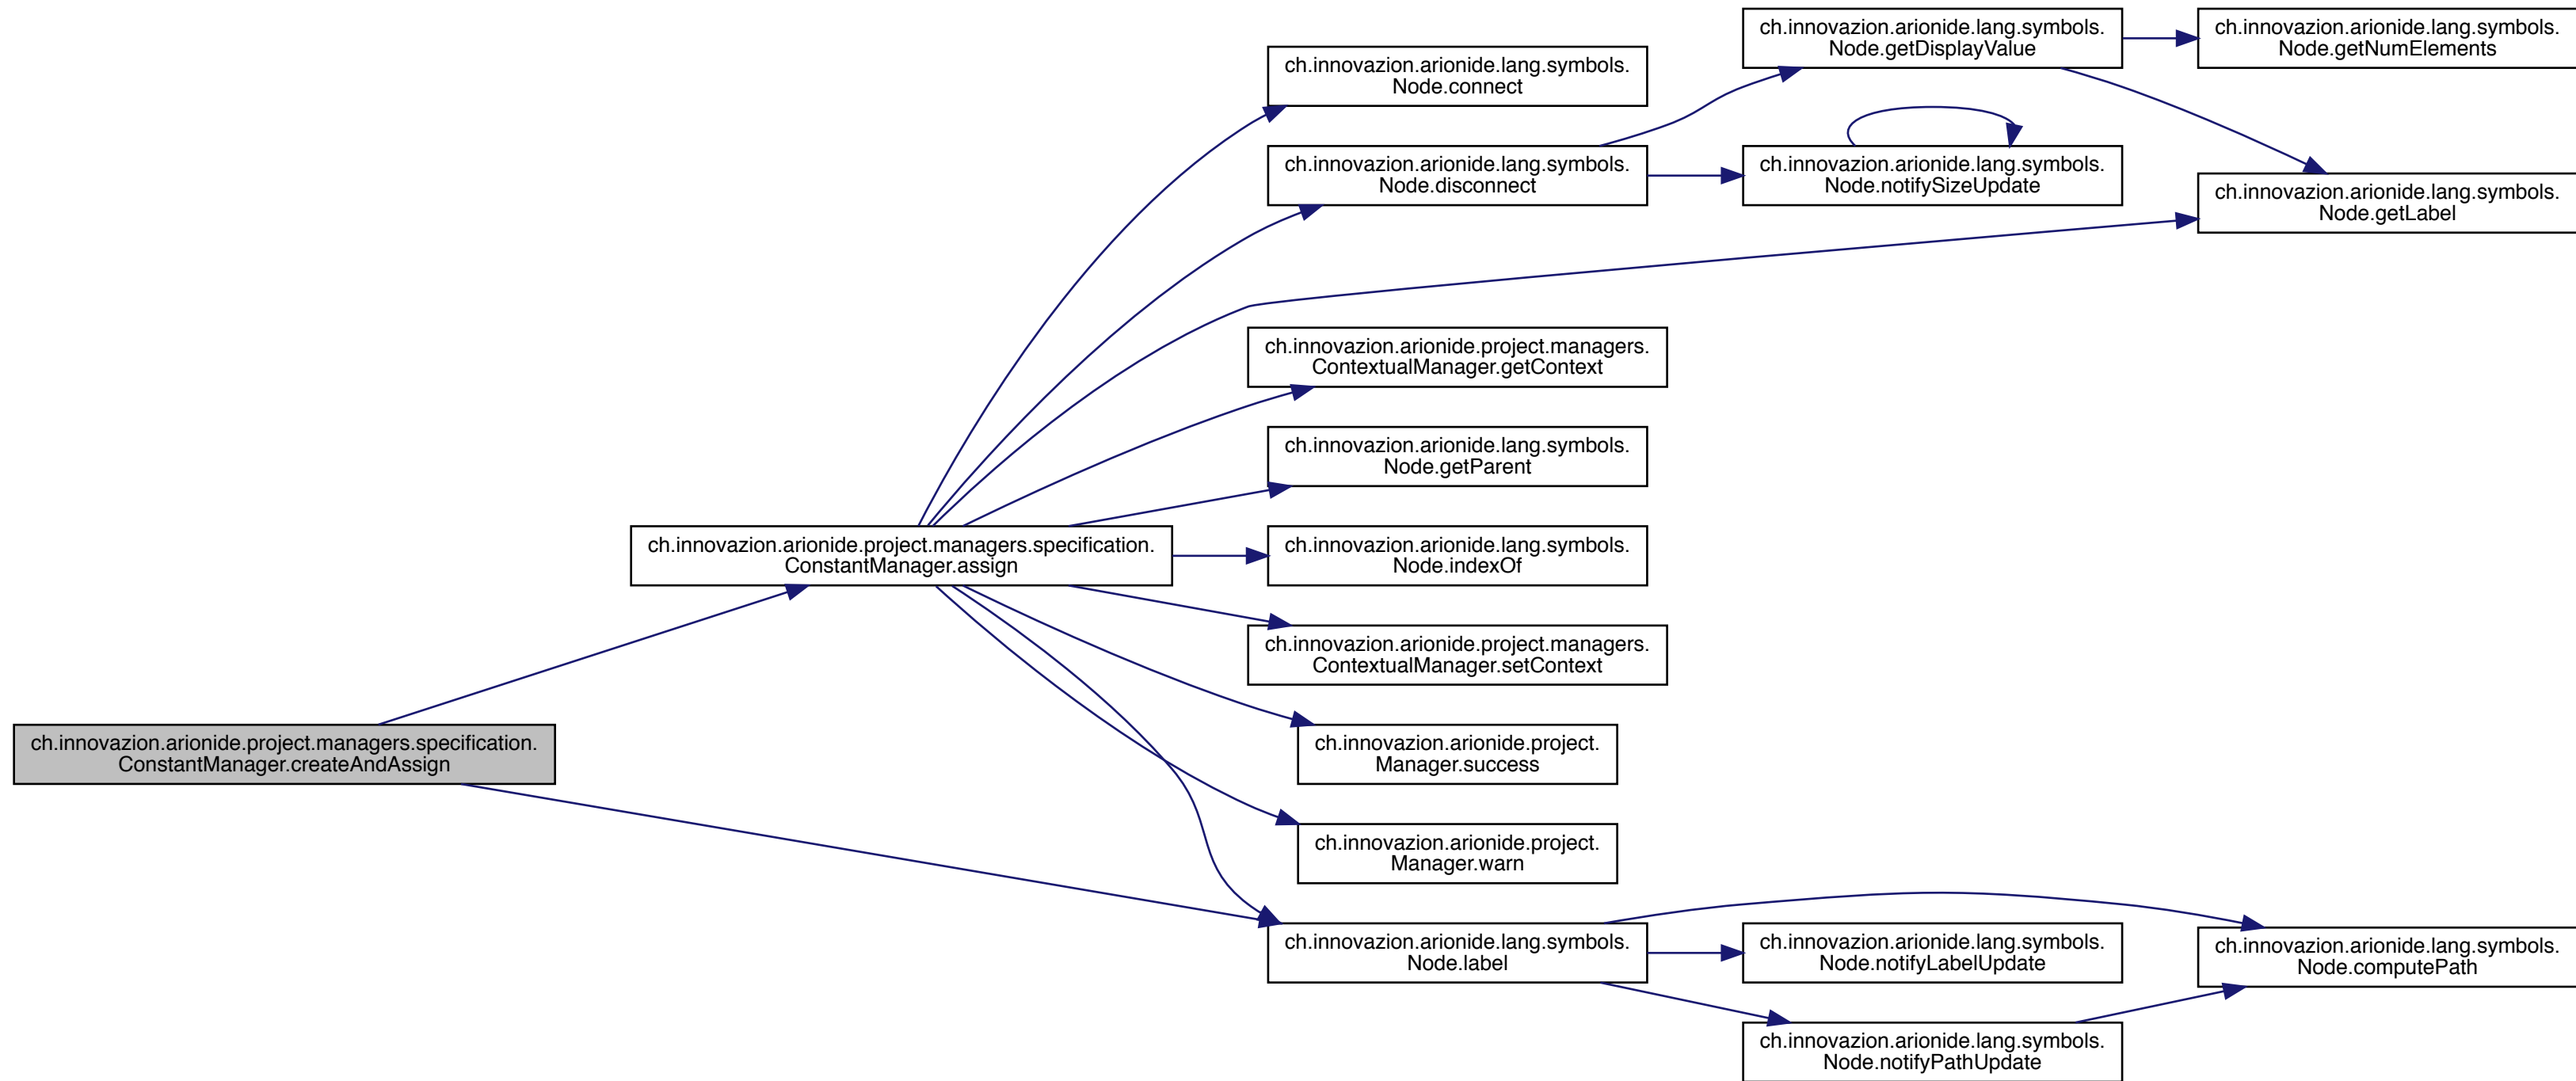 ch.innovazion.arionide.project.managers.specification.
ConstantManager.createAndAssign
ch.innovazion.arionide.project.managers.specification.
ConstantManager.assign
ch.innovazion.arionide.lang.symbols.
Node.connect
ch.innovazion.arionide.lang.symbols.
Node.disconnect
ch.innovazion.arionide.project.managers.
ContextualManager.getContext
ch.innovazion.arionide.lang.symbols.
Node.getParent
ch.innovazion.arionide.lang.symbols.
Node.indexOf
ch.innovazion.arionide.project.managers.
ContextualManager.setContext
ch.innovazion.arionide.project.
Manager.success
ch.innovazion.arionide.project.
Manager.warn
ch.innovazion.arionide.lang.symbols.
Node.label
ch.innovazion.arionide.lang.symbols.
Node.getDisplayValue
ch.innovazion.arionide.lang.symbols.
Node.notifySizeUpdate
ch.innovazion.arionide.lang.symbols.
Node.notifyLabelUpdate
ch.innovazion.arionide.lang.symbols.
Node.notifyPathUpdate
ch.innovazion.arionide.lang.symbols.
Node.getNumElements
ch.innovazion.arionide.lang.symbols.
Node.getLabel
ch.innovazion.arionide.lang.symbols.
Node.computePath